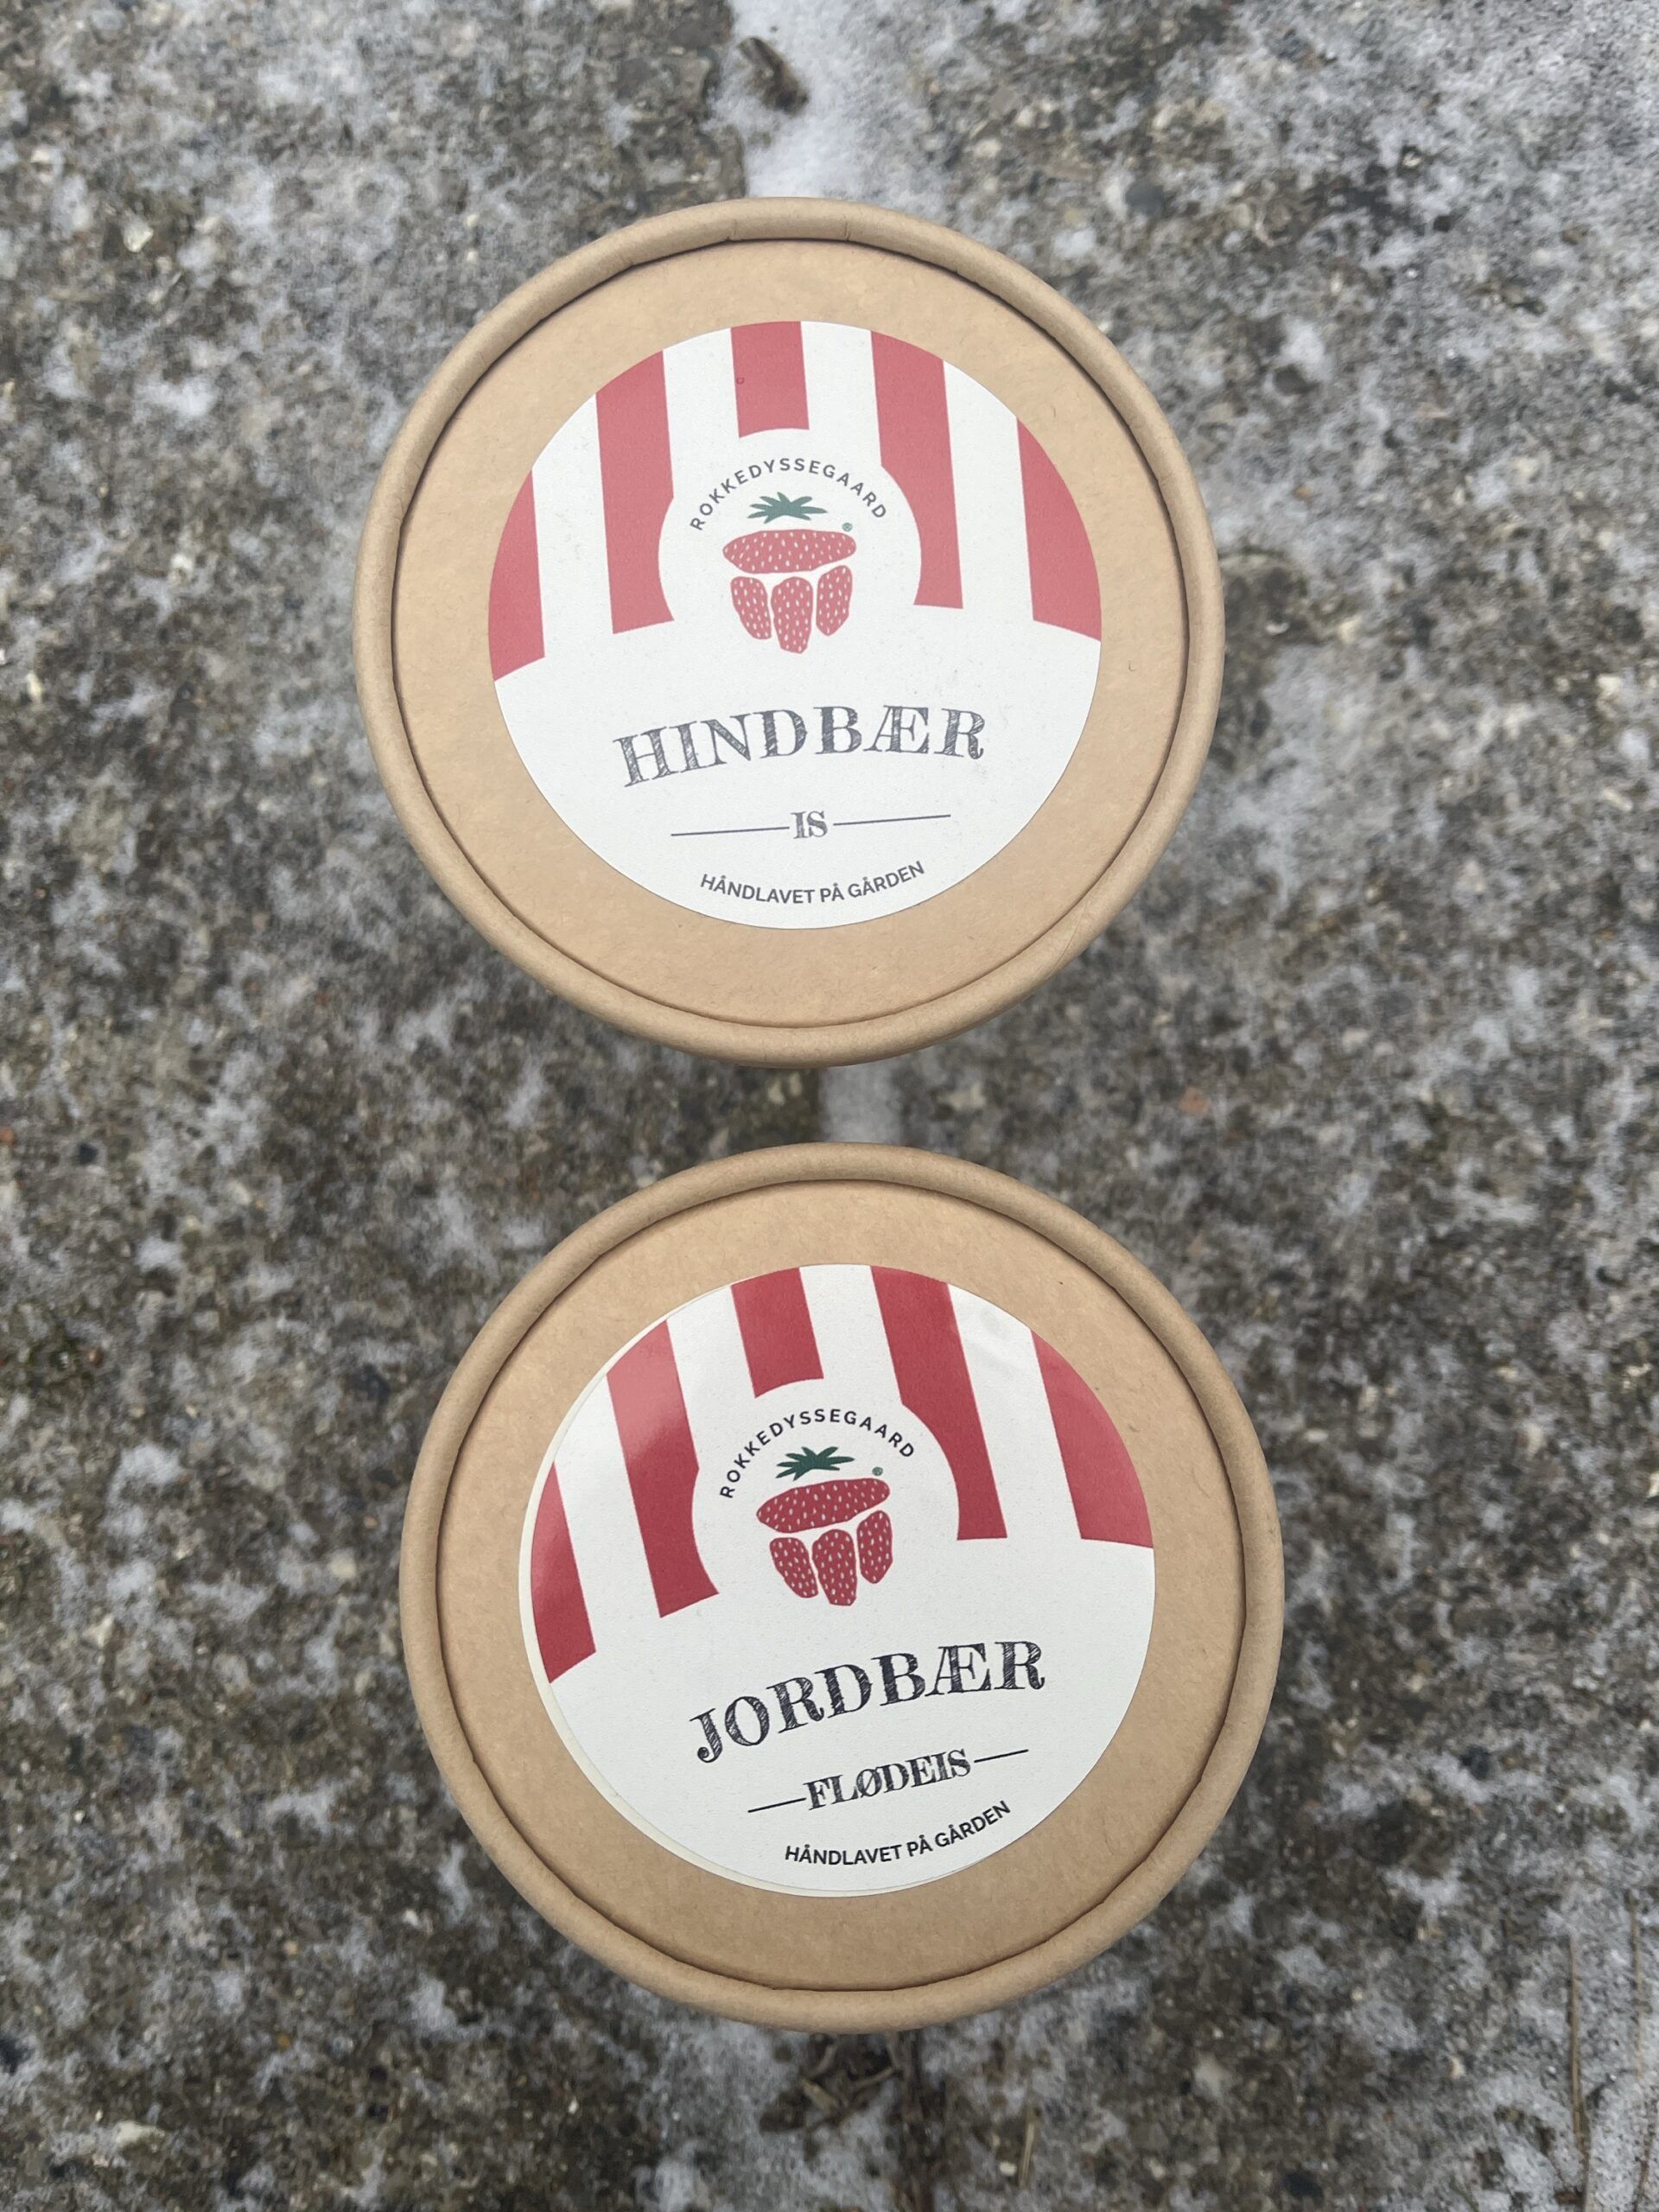 ROKKEDYSSEGAARD
HINDBÆR
IS
HÅNDLAVET PÅ GÅRDEN
ROKKEDYSSEGAARD
JORDBÆR
FLØDEIS
HÅNDLAVET PÅ GÅRDEN